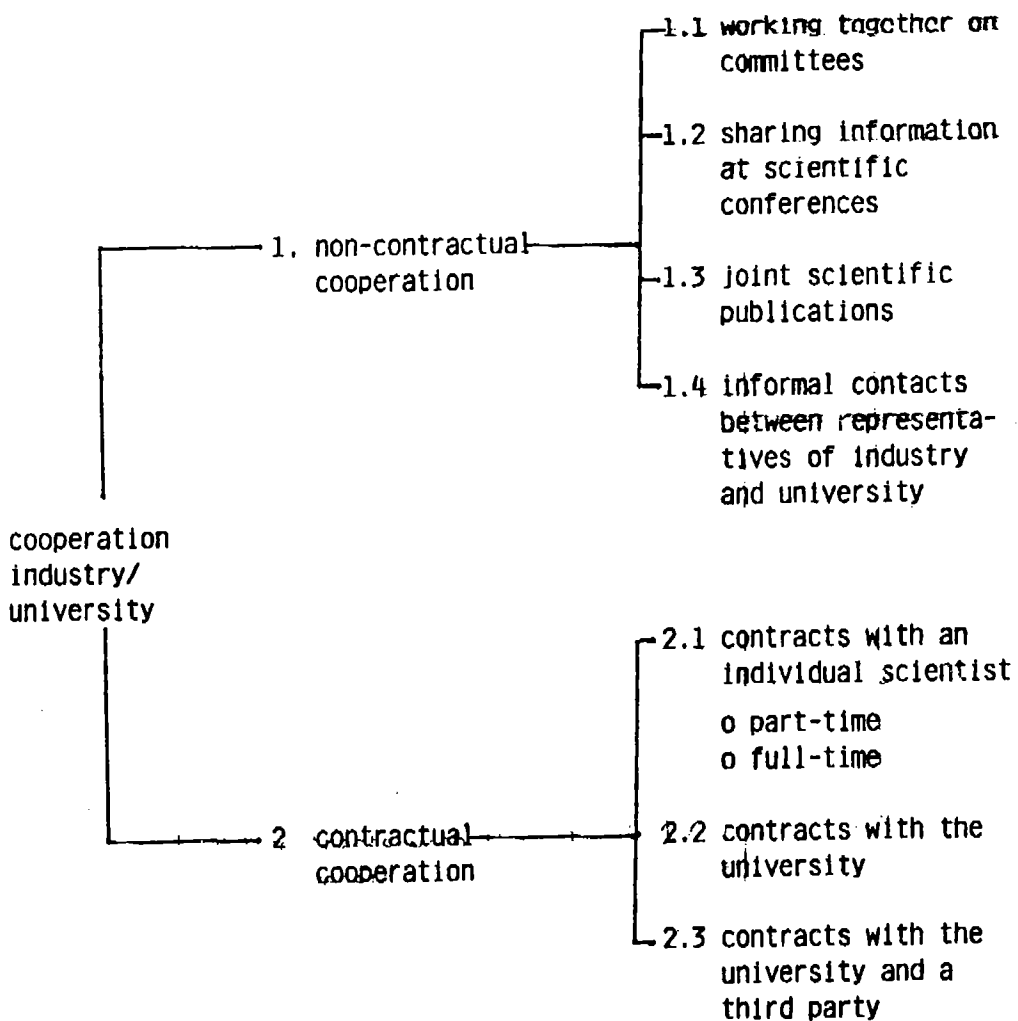 1.1 working together on
committees
1.2 sharing information
at scientific
conferences
1. non-contractual
cooperation
1.3 joint scientific
publications
1.4 informal contacts
between representa-
tives of industry
and university
cooperation
industry/
university
2.1 contracts with an
individual scientist
o part-time
o full-time
2 contractual
cooperation
2.2 contracts with the
university
2.3 contracts with the
university and a
third party